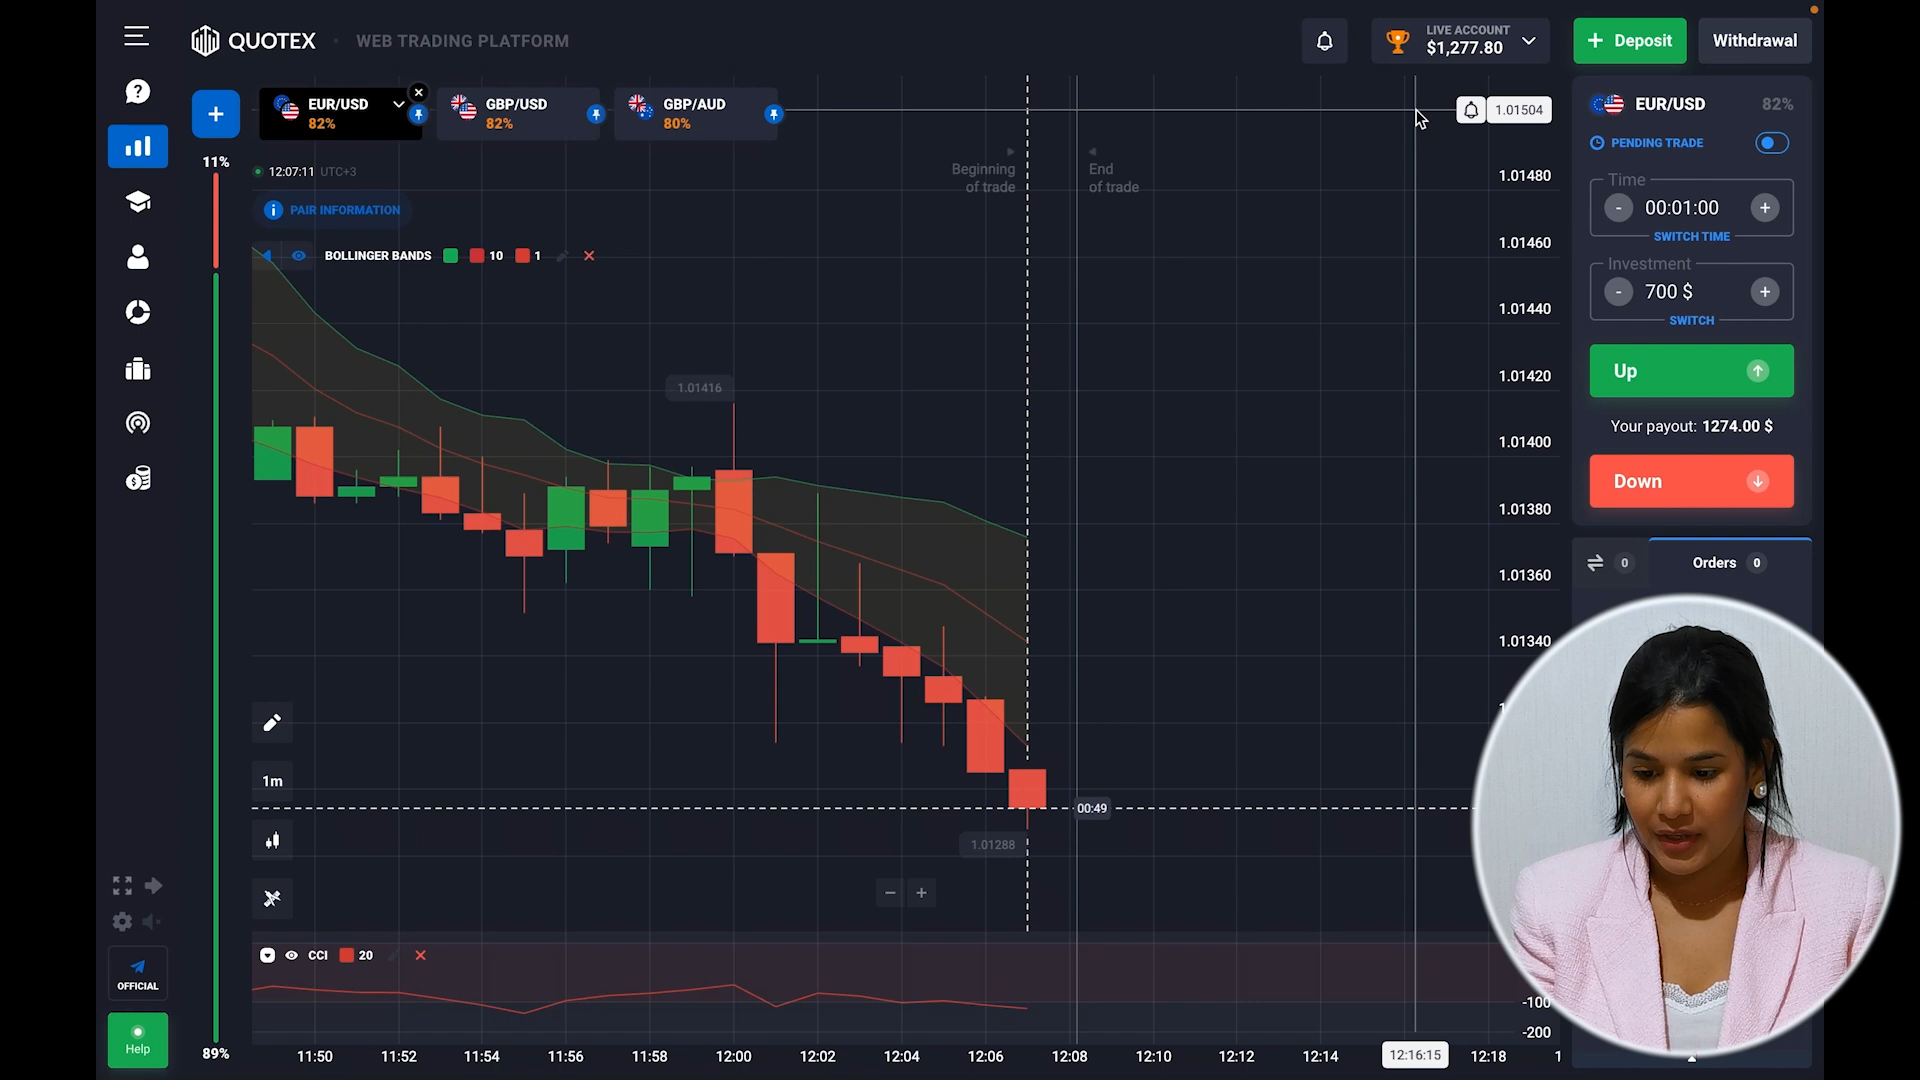 QUOTEX
WEB TRADING PLATFORM
LIVE ACCOUNT
$1,277.80
+ Deposit
Withdrawal
+
EUR/USD
82%
GBP/USD
82%
GBP/AUD
80%
1.01504
11%
12:07:11 UTC+3
i PAIR INFORMATION
Beginning
of trade
End
of trade
BOLLINGER BANDS 10 1
1.01416
1.01288
00:49
1.01480
1.01460
1.01440
1.01420
1.01400
1.01380
1.01360
1.01340
EUR/USD 82%
PENDING TRADE
Time
- 00:01:00 +
SWITCH TIME
Investment
- 700 $ +
SWITCH
Up
Your payout: 1274.00 $
Down
0
Orders 0
1m
CCI 20
-100
-200
OFFICIAL
Help
89%
11:50 11:52 11:54 11:56 11:58 12:00 12:02 12:04 12:06 12:08 12:10 12:12 12:14 12:16:15 12:18 1